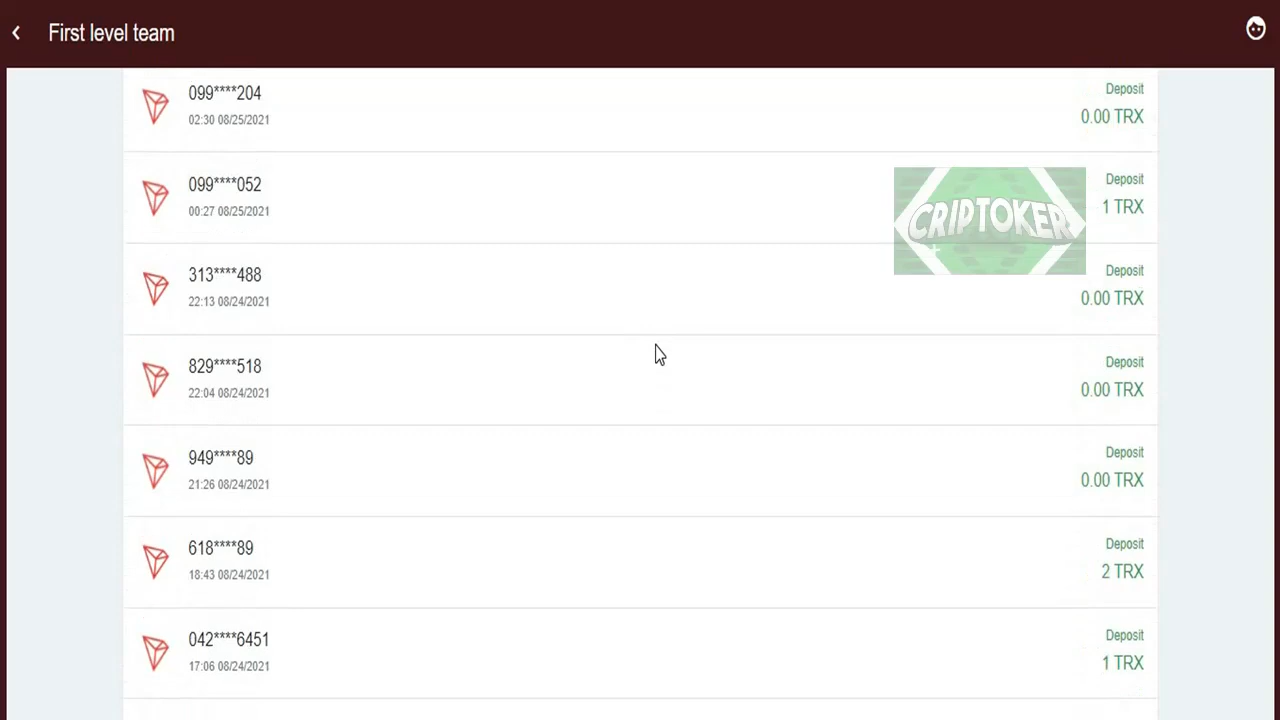 First level team
099****204
Deposit
02:30 08/25/2021
0.00 TRX
099****052
Deposit
00:27 08/25/2021
1 TRX
CRIPTOKER
313****488
Deposit
22:13 08/24/2021
0.00 TRX
829****518
Deposit
22:04 08/24/2021
0.00 TRX
949****89
Deposit
21:26 08/24/2021
0.00 TRX
618****89
Deposit
18:43 08/24/2021
2 TRX
042****6451
Deposit
17:06 08/24/2021
1 TRX